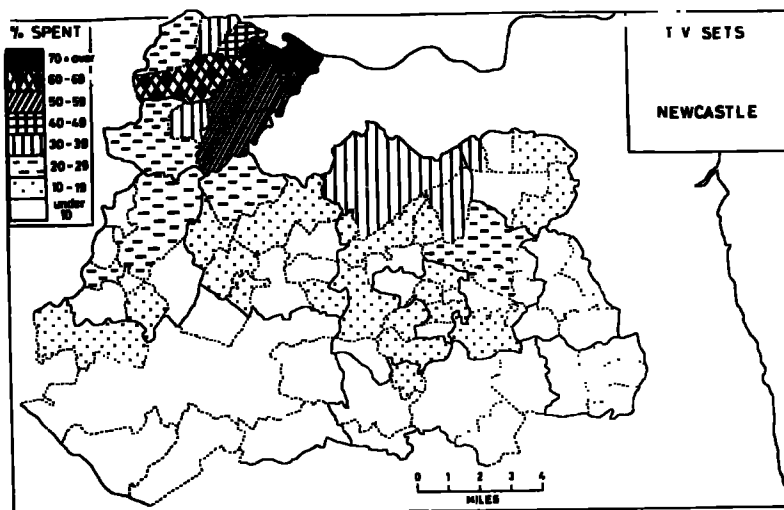 % SPENT
70+over
60-69
50-59
40-49
30-39
20-29
10-19
under
10
T V SETS
NEWCASTLE
0 1 2 3 4
MILES